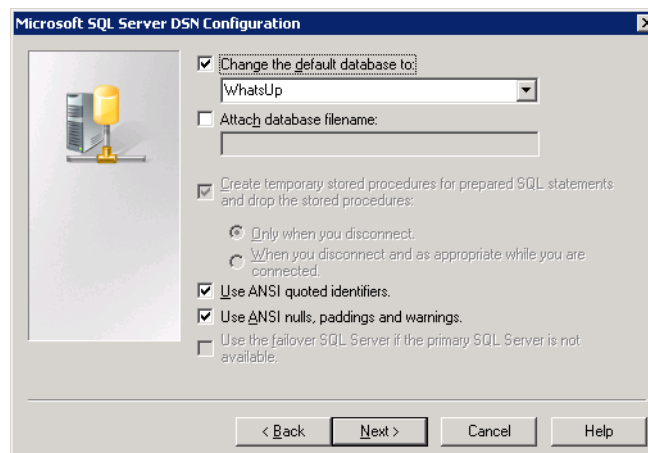 Microsoft SQL Server DSN Configuration
Change the default database to:
WhatsUp
Attach database filename:
Create temporary stored procedures for prepared SQL statements
and drop the stored procedures:
Only when you disconnect.
When you disconnect and as appropriate while you are
connected.
Use ANSI quoted identifiers.
Use ANSI nulls, paddings and warnings.
Use the failover SQL Server if the primary SQL Server is not
available.
< Back Next > Cancel Help